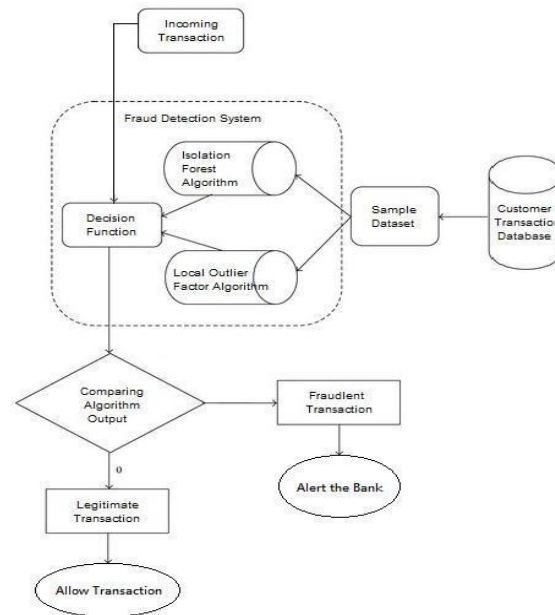 Incoming
Transaction
Fraud Detection System
Isolation
Forest
Algorithm
Decision
Function
Sample
Dataset
Customer
Transaction
Database
Local Outlier
Factor Algorithm
Comparing
Algorithm
Output
Fraudlent
Transaction
0
Alert the Bank
Legitimate
Transaction
Allow Transaction